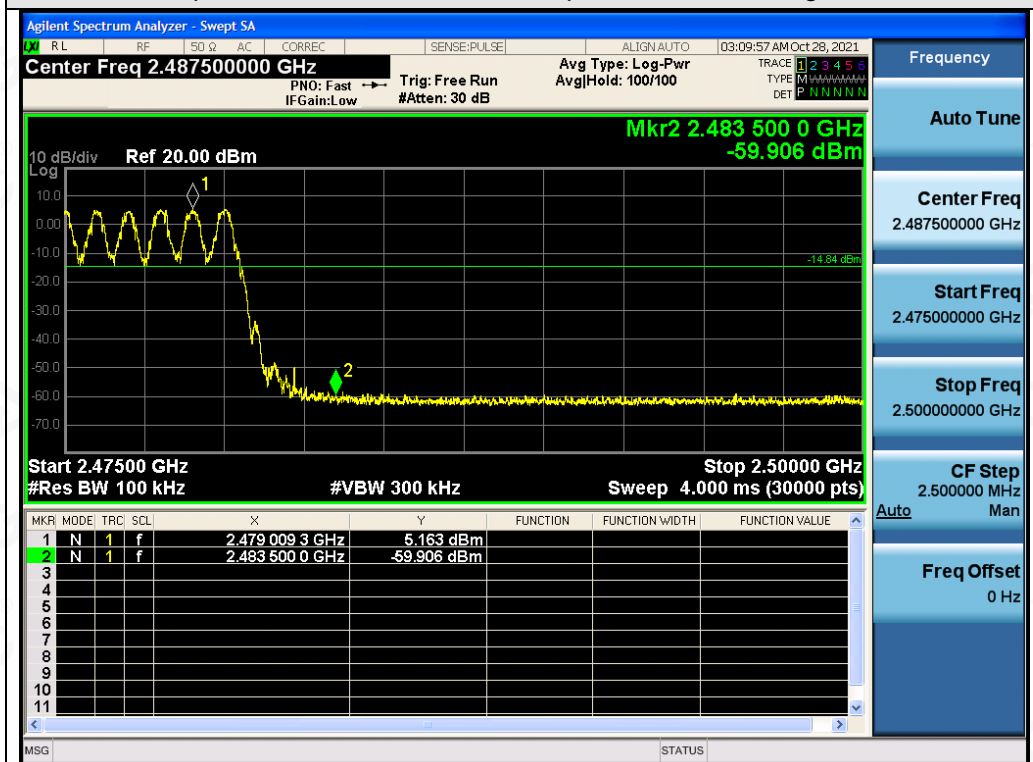 Agilent Spectrum Analyzer - Swept SA
LXI RL RF 50 Ω AC CORREC SENSE:PULSE ALIGN AUTO 03:09:57 AM Oct 28, 2021
Center Freq 2.487500000 GHz
PNO: Fast
IFGain:Low
Trig: Free Run
#Atten: 30 dB
Avg Type: Log-Pwr
Avg|Hold: 100/100
TRACE 1 2 3 4 5 6
TYPE M W W W W W
DET P N N N N N
Mkr2 2.483 500 0 GHz
-59.906 dBm
10 dB/div Ref 20.00 dBm
Log
10.0
0.00
-10.0
-20.0
-30.0
-40.0
-50.0
-60.0
-70.0
1
-14.84 dBm
2
Start 2.47500 GHz Stop 2.50000 GHz
#Res BW 100 kHz #VBW 300 kHz Sweep 4.000 ms (30000 pts)
MKR MODE TRC SCL X Y FUNCTION FUNCTION WIDTH FUNCTION VALUE
1 N 1 f 2.479 009 3 GHz 5.163 dBm
2 N 1 f 2.483 500 0 GHz -59.906 dBm
3
4
5
6
7
8
9
10
11
MSG STATUS
Frequency
Auto Tune
Center Freq
2.487500000 GHz
Start Freq
2.475000000 GHz
Stop Freq
2.500000000 GHz
CF Step
2.500000 MHz
Auto Man
Freq Offset
0 Hz